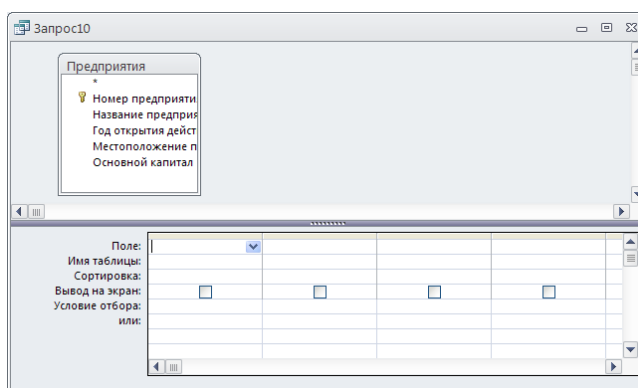 Запрос10
Предприятия
*
Номер предприяти
Название предприя
Год открытия дейст
Местоположение п
Основной капитал
Поле:
Имя таблицы:
Сортировка:
Вывод на экран:
Условие отбора:
или: